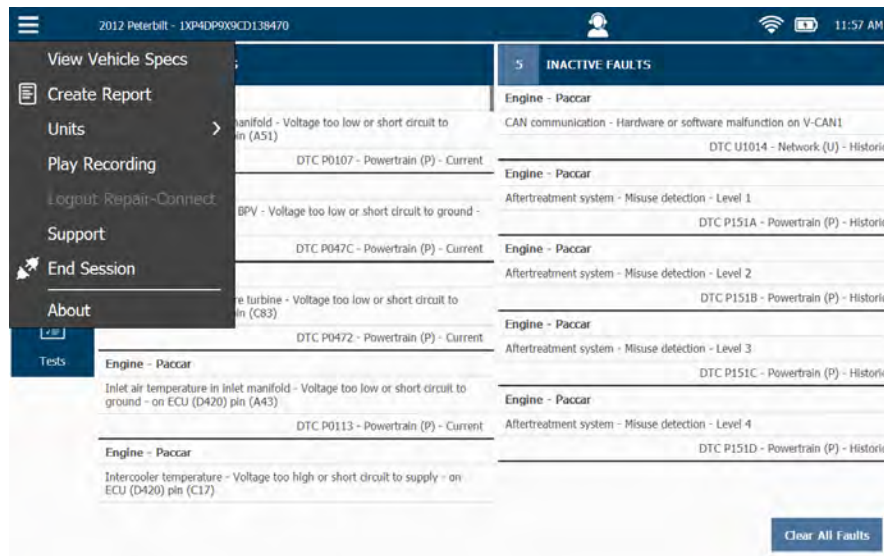 2012 Peterbilt - 1XP4DP9X9CD138470
11:57 AM
View Vehicle Specs
Create Report
Units
Play Recording
Logout Repair-Connect
Support
End Session
About
Tests
anifold - Voltage too low or short circuit to
in (A51)
DTC P0107 - Powertrain (P) - Current
BPV - Voltage too low or short circuit to ground -
DTC P047C - Powertrain (P) - Current
re turbine - Voltage too low or short circuit to
in (C83)
DTC P0472 - Powertrain (P) - Current
Engine - Paccar
Inlet air temperature in inlet manifold - Voltage too low or short circuit to
ground - on ECU (D420) pin (A43)
DTC P0113 - Powertrain (P) - Current
Engine - Paccar
Intercooler temperature - Voltage too high or short circuit to supply - on
ECU (D420) pin (C17)
5 INACTIVE FAULTS
Engine - Paccar
CAN communication - Hardware or software malfunction on V-CAN1
DTC U1014 - Network (U) - Historic
Engine - Paccar
Aftertreatment system - Misuse detection - Level 1
DTC P151A - Powertrain (P) - Historic
Engine - Paccar
Aftertreatment system - Misuse detection - Level 2
DTC P151B - Powertrain (P) - Historic
Engine - Paccar
Aftertreatment system - Misuse detection - Level 3
DTC P151C - Powertrain (P) - Historic
Engine - Paccar
Aftertreatment system - Misuse detection - Level 4
DTC P151D - Powertrain (P) - Historic
Clear All Faults